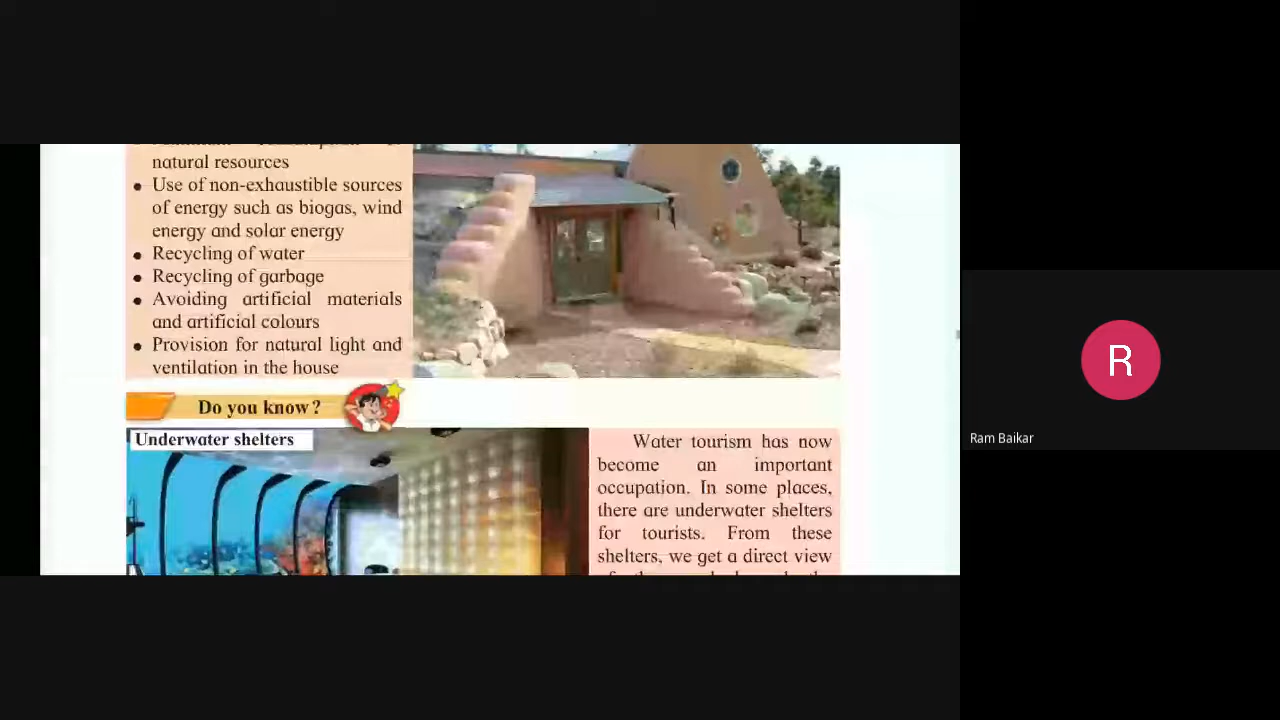 natural resources
• Use of non-exhaustible sources
of energy such as biogas, wind
energy and solar energy
• Recycling of water
• Recycling of garbage
• Avoiding artificial materials
and artificial colours
• Provision for natural light and
ventilation in the house
Do you know?
Underwater shelters
Water tourism has now
become an important
occupation. In some places,
there are underwater shelters
for tourists. From these
shelters, we get a direct view
R
Ram Baikar